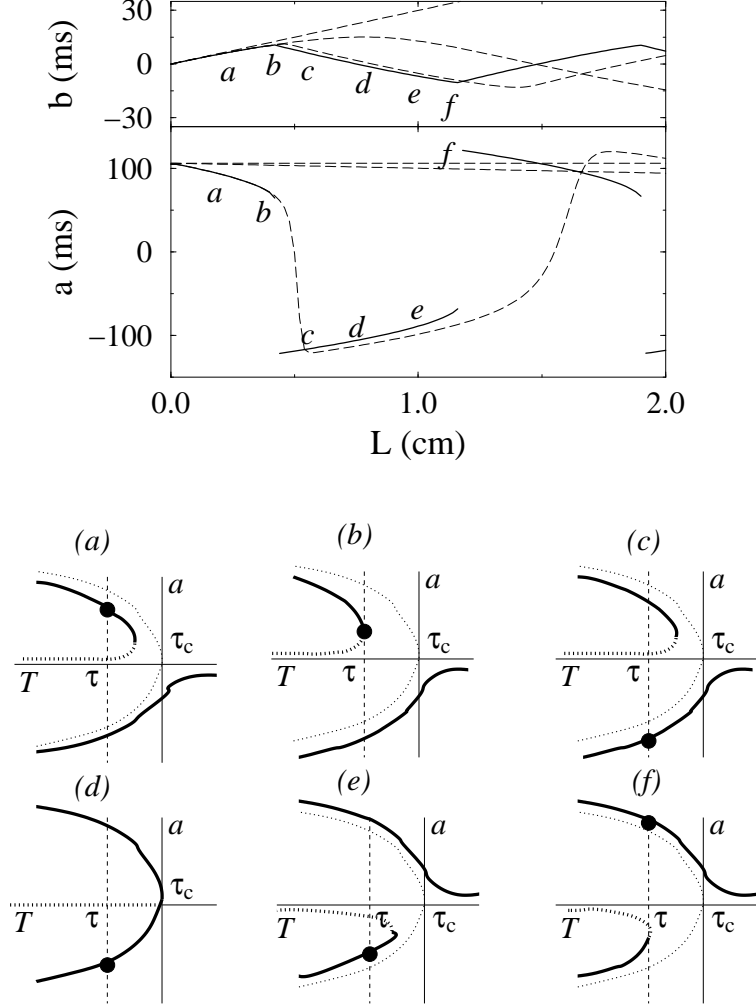 30
0
−30
b (ms)
a b c d e f
100
0
−100
a (ms)
a b c d e f
0.0 1.0 2.0
L (cm)
(a) (b) (c)
a a a
τc τc τc
T τ T τ T τ
(d) (e) (f)
a a a
τc
T τ T τ τc T τ τc